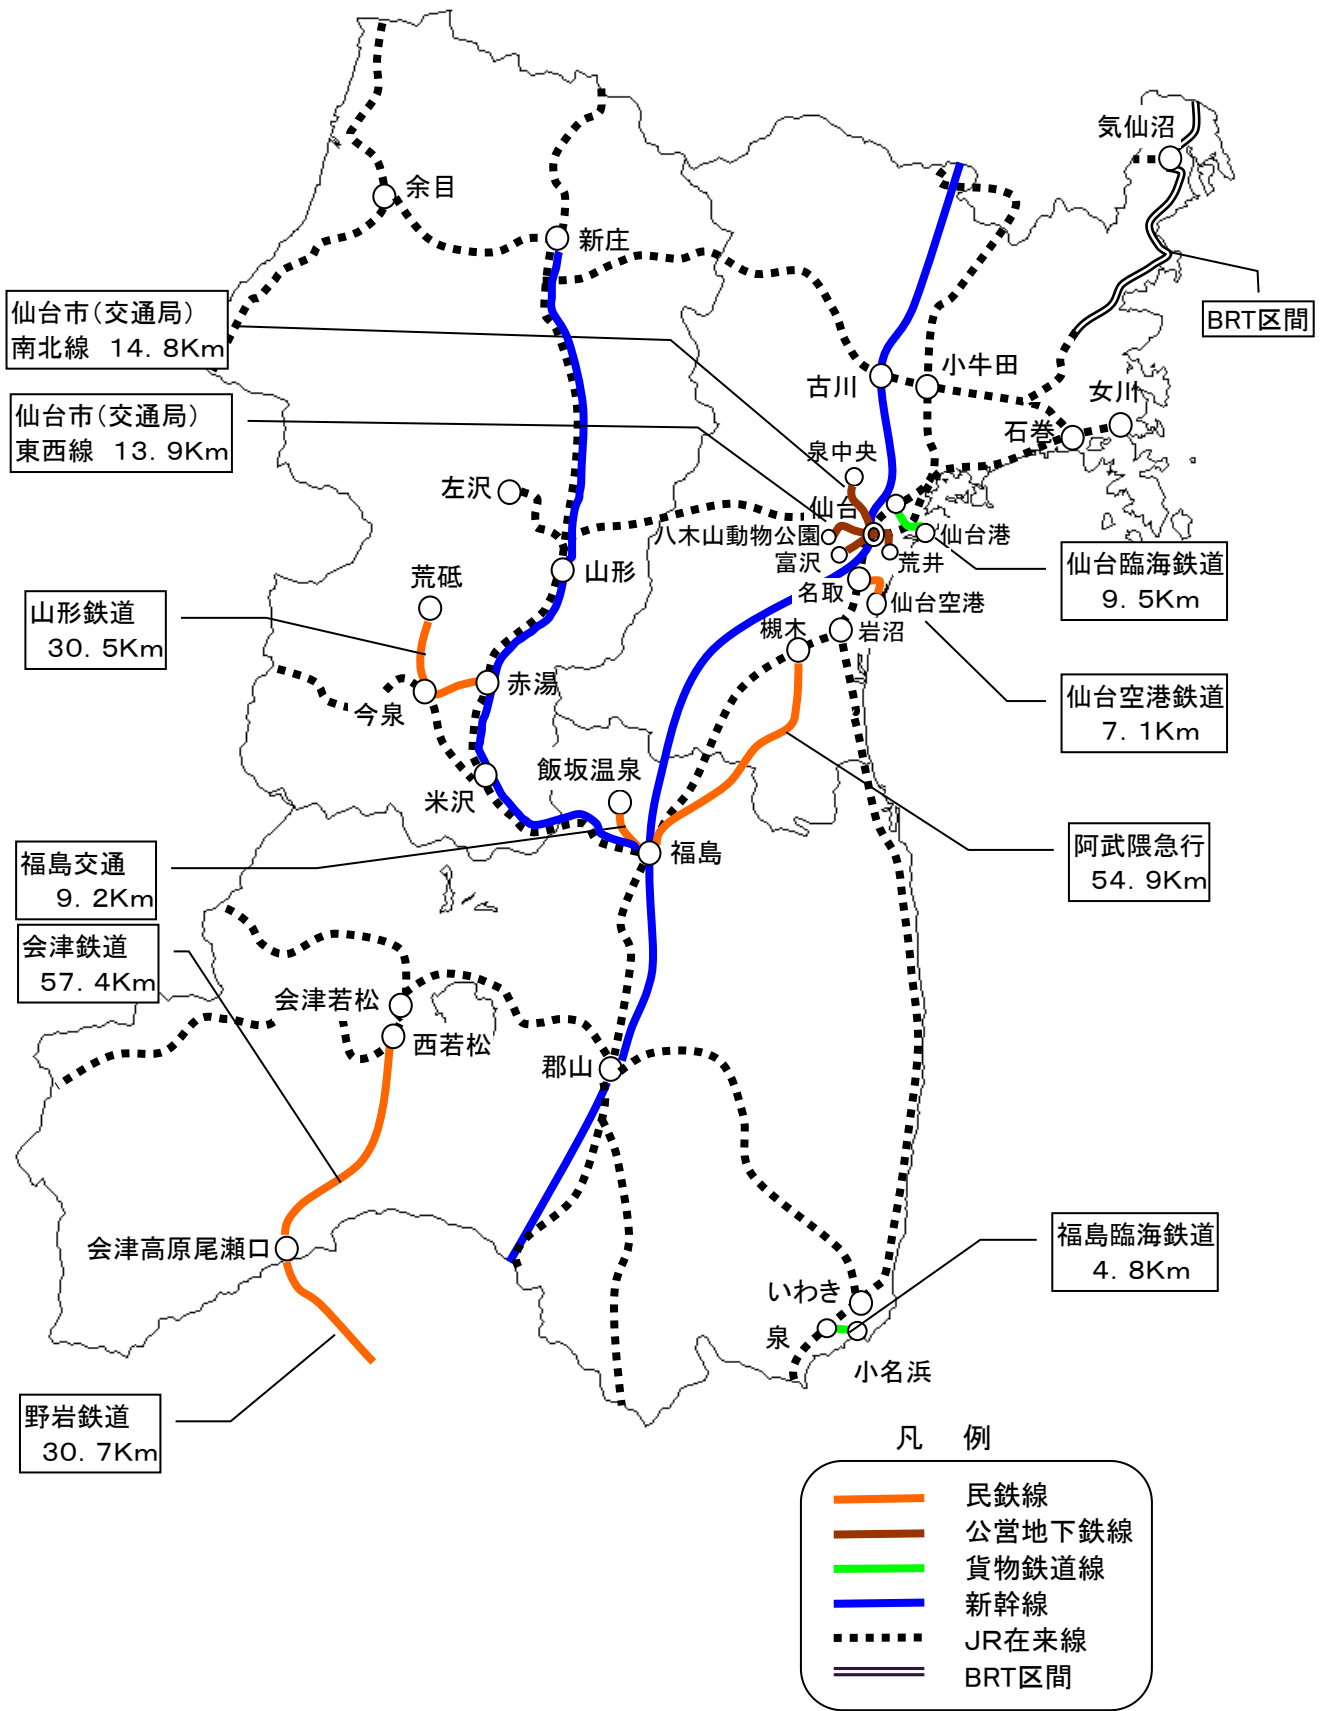 気仙沼
余目
新庄
仙台市（交通局）
南北線 14．8Km
BRT区間
小牛田
古川
女川
仙台市（交通局）
東西線 13．9Km
石巻
泉中央
左沢
仙台
八木山動物公園
仙台港
富沢
荒井
仙台臨海鉄道
9．5Km
荒砥
山形
名取
仙台空港
山形鉄道
30．5Km
槻木
岩沼
赤湯
今泉
仙台空港鉄道
7．1Km
飯坂温泉
米沢
福島交通
9．2Km
福島
阿武隈急行
54．9Km
会津鉄道
57．4Km
会津若松
西若松
郡山
会津高原尾瀬口
福島臨海鉄道
4．8Km
いわき
泉
小名浜
野岩鉄道
30．7Km
凡 例
民鉄線
公営地下鉄線
貨物鉄道線
新幹線
JR在来線
BRT区間